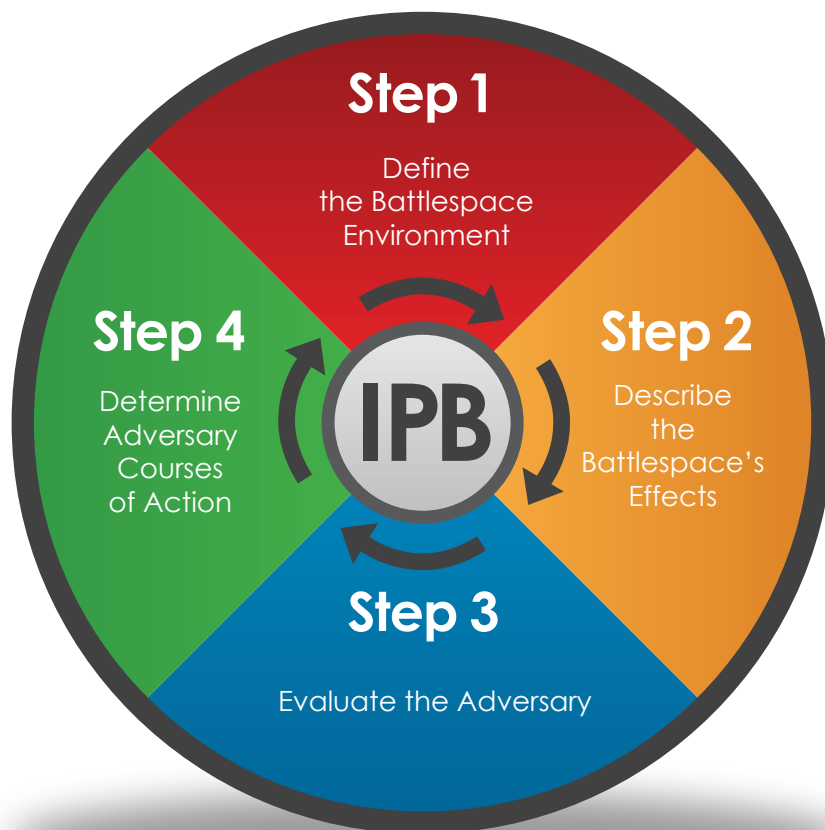 Step 1
Define
the Battlespace
Environment
Step 2
Describe
the
Battlespace’s
Effects
Step 3
Evaluate the Adversary
Step 4
Determine
Adversary
Courses
of Action
IPB